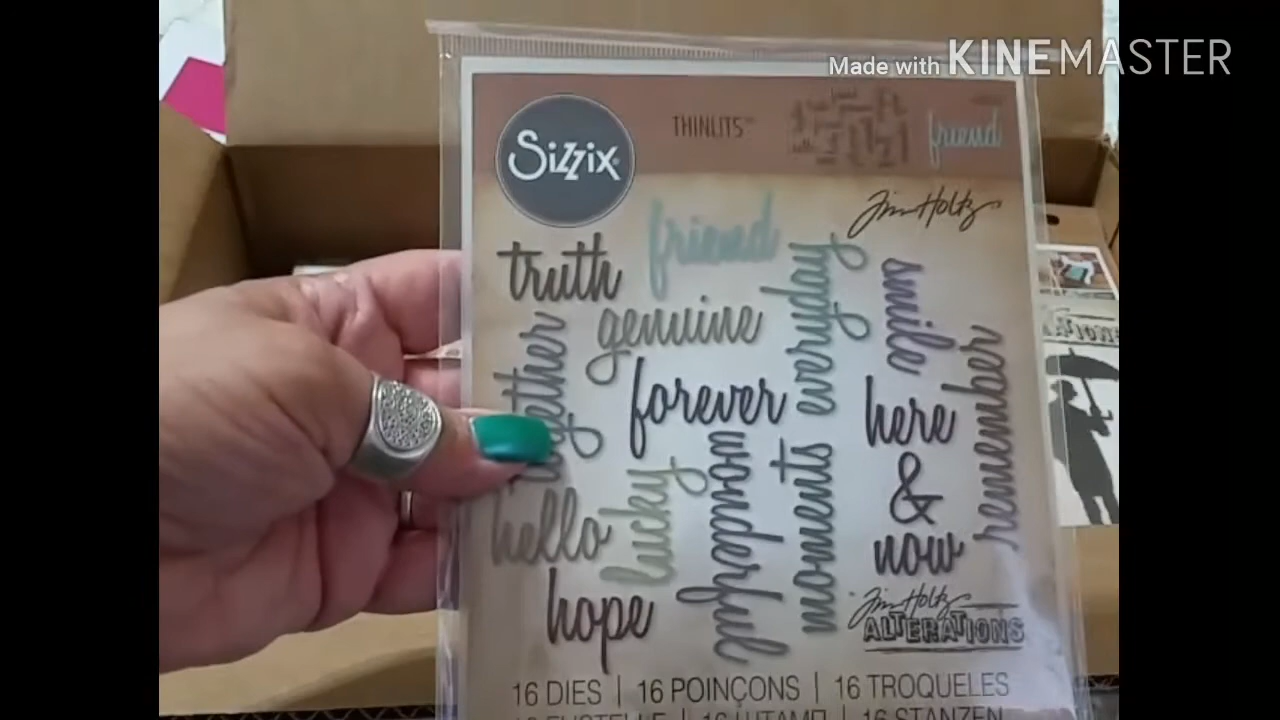 Made with KINEMASTER
Sizzix
THINLITS™
friend
Tim Holtz
truth
friend
genuine
everyday
smile
together
forever
here
remember
&
hello
lucky
wonderful
moments
now
hope
Tim Holtz
ALTERATIONS
16 DIES | 16 POINÇONS | 16 TROQUELES